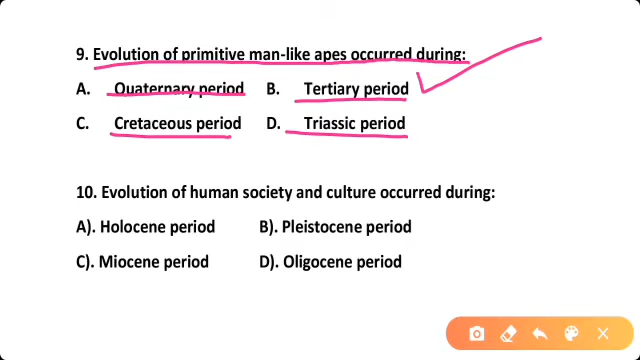 9. Evolution of primitive man-like apes occurred during:
A. Quaternary period B. Tertiary period
C. Cretaceous period D. Triassic period
10. Evolution of human society and culture occurred during:
A). Holocene period B). Pleistocene period
C). Miocene period D). Oligocene period